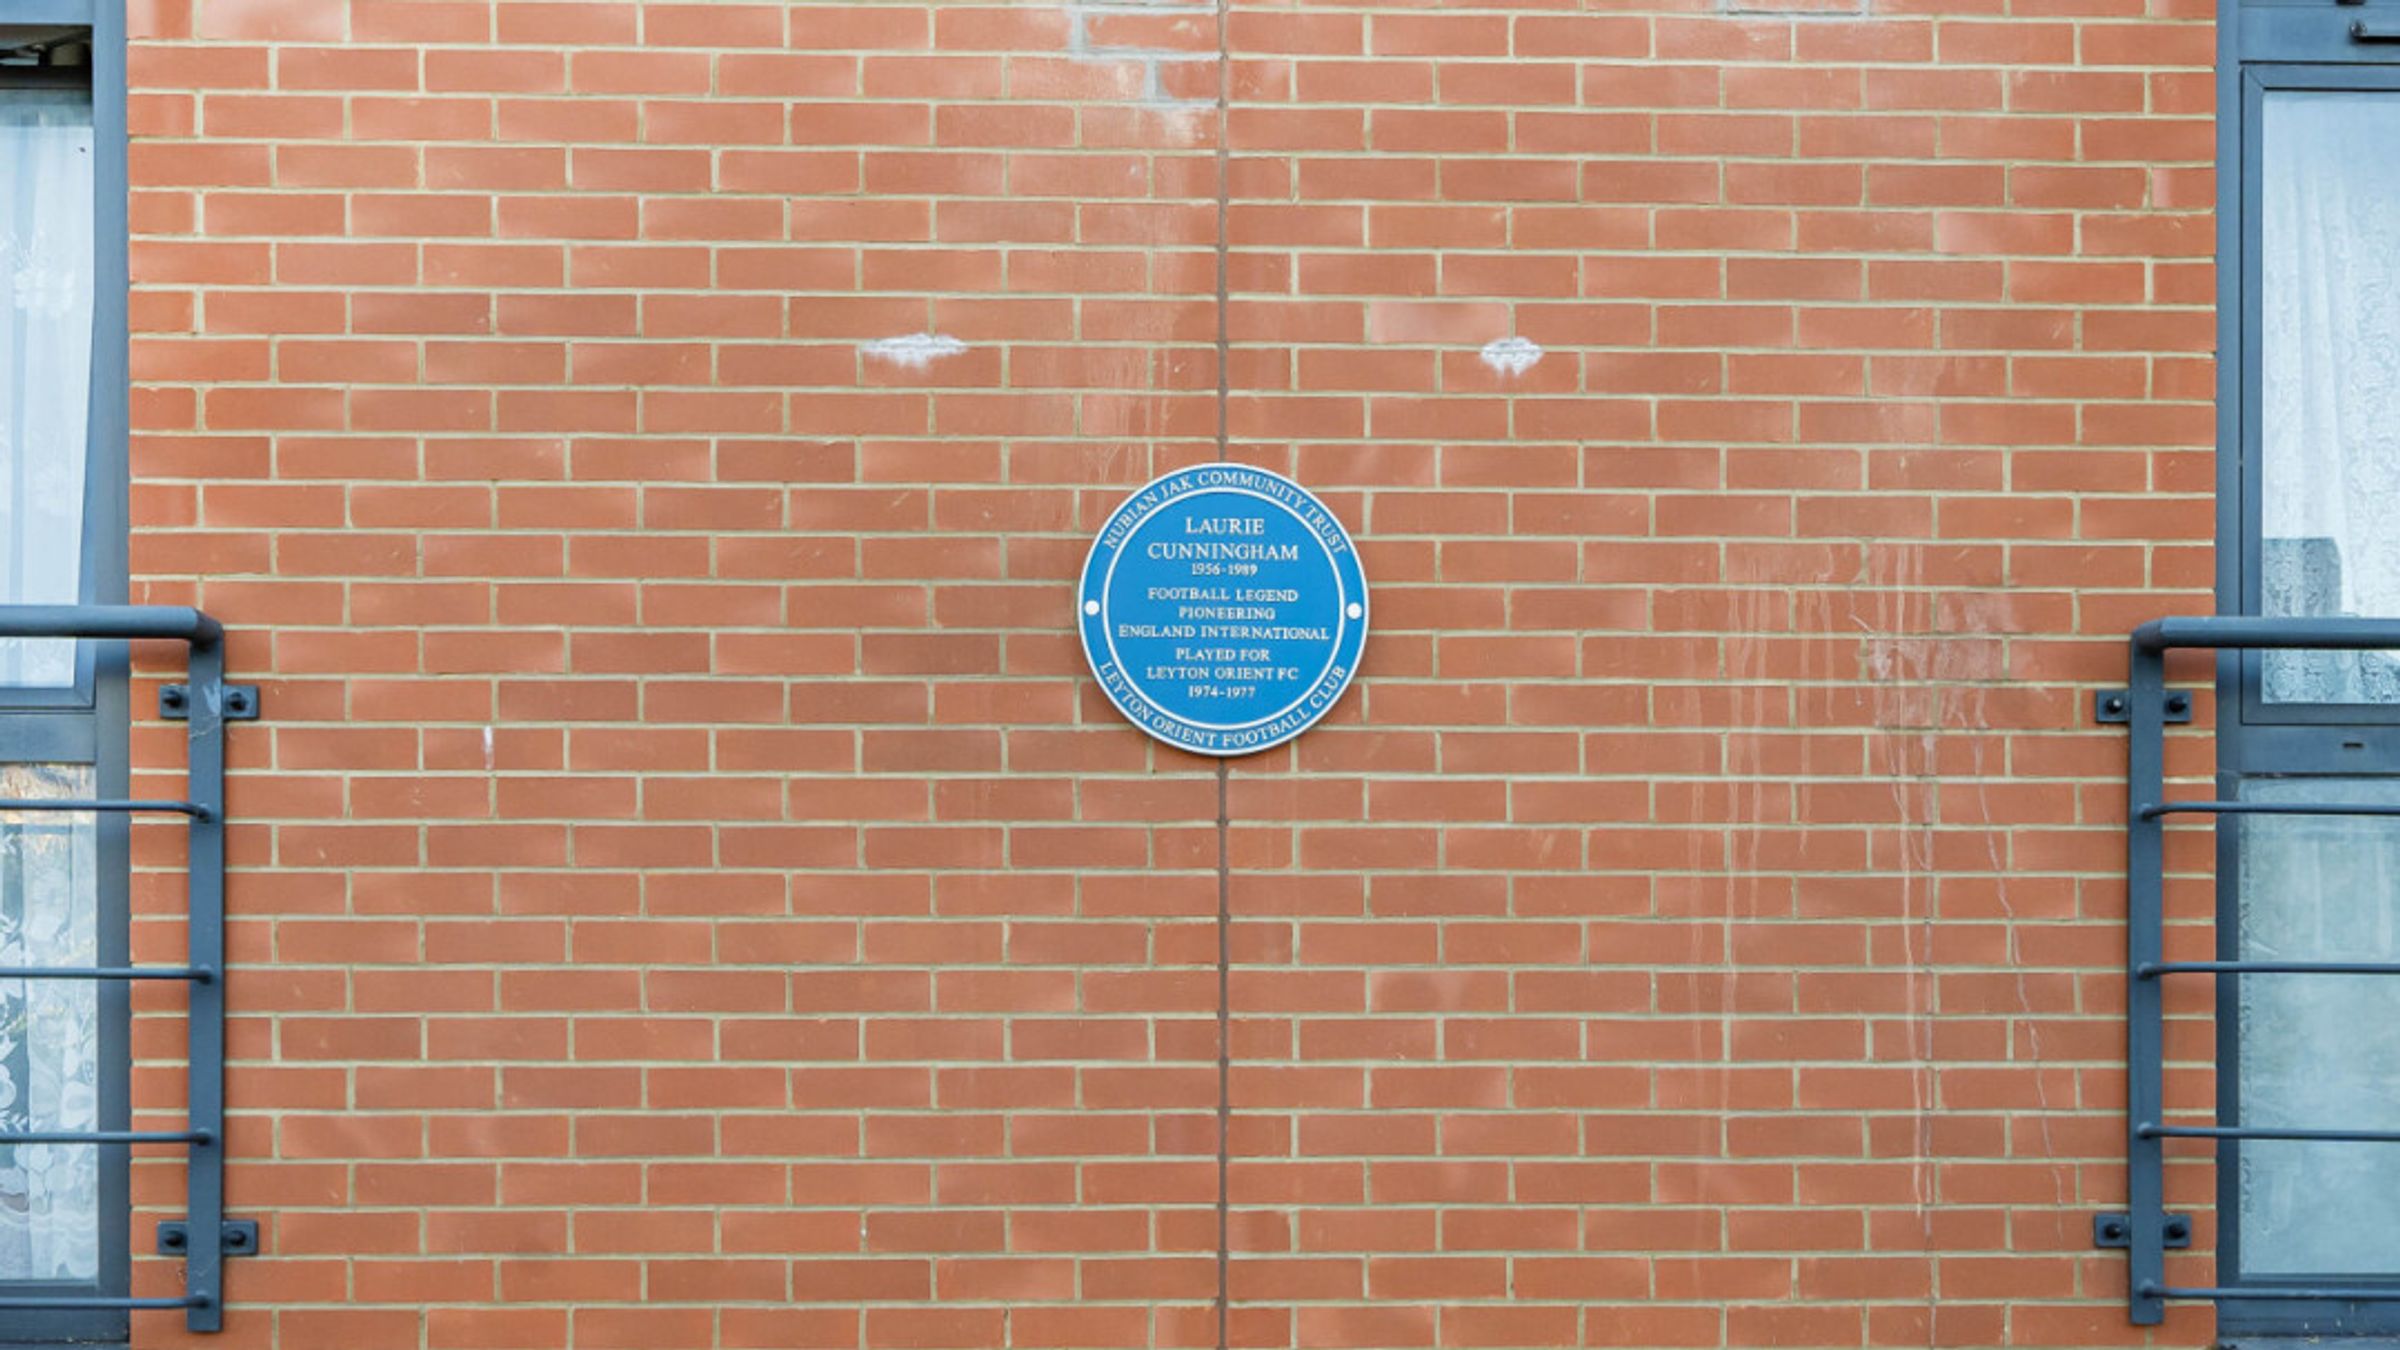 NUBIAN JAK COMMUNITY TRUST
LAURIE
CUNNINGHAM
1956-1989
FOOTBALL LEGEND
PIONEERING
ENGLAND INTERNATIONAL
PLAYED FOR
LEYTON ORIENT FC
1974-1977
LEYTON ORIENT FOOTBALL CLUB